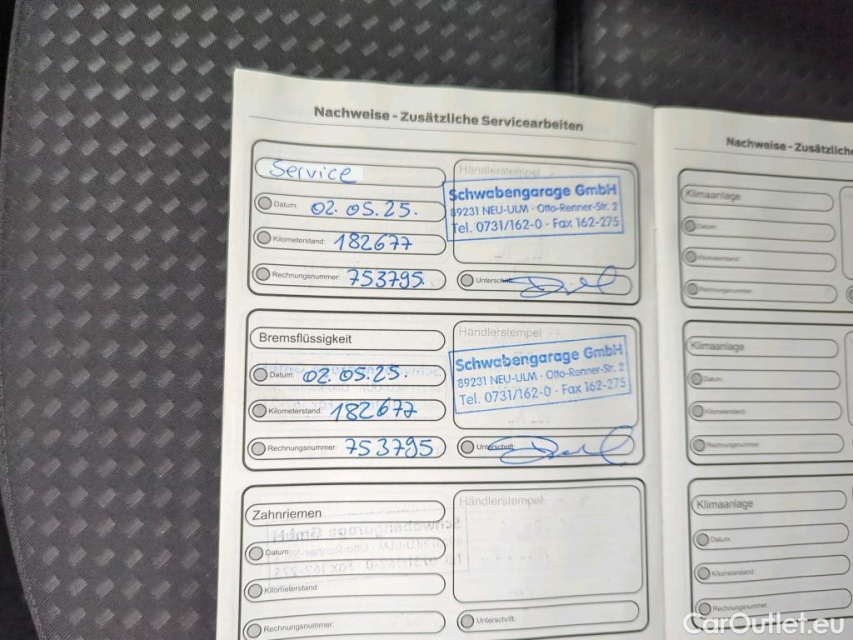 Nachweise - Zusätzliche Servicearbeiten
Service
Händlerstempel
Datum: 02.05.25.
Kilometerstand: 182677
Rechnungsnummer: 753795.
Schwabengarage GmbH
89231 NEU-ULM · Otto-Renner-Str. 2
Tel. 0731/162-0 · Fax 162-275
Unterschrift:
Bremsflüssigkeit
Händlerstempel
Datum: 02.05.25.
Kilometerstand: 182677
Rechnungsnummer: 753795
Schwabengarage GmbH
89231 NEU-ULM · Otto-Renner-Str. 2
Tel. 0731/162-0 · Fax 162-275
Unterschrift:
Zahnriemen
Händlerstempel
Datum:
Kilometerstand:
Rechnungsnummer:
Unterschrift:
Nachweise - Zusätzliche
Klimaanlage
Datum:
Kilometerstand:
Rechnungsnummer:
Klimaanlage
Datum:
Kilometerstand:
Rechnungsnummer:
Klimaanlage
Datum:
Kilometerstand:
Rechnungsnummer:
CarOutlet.eu